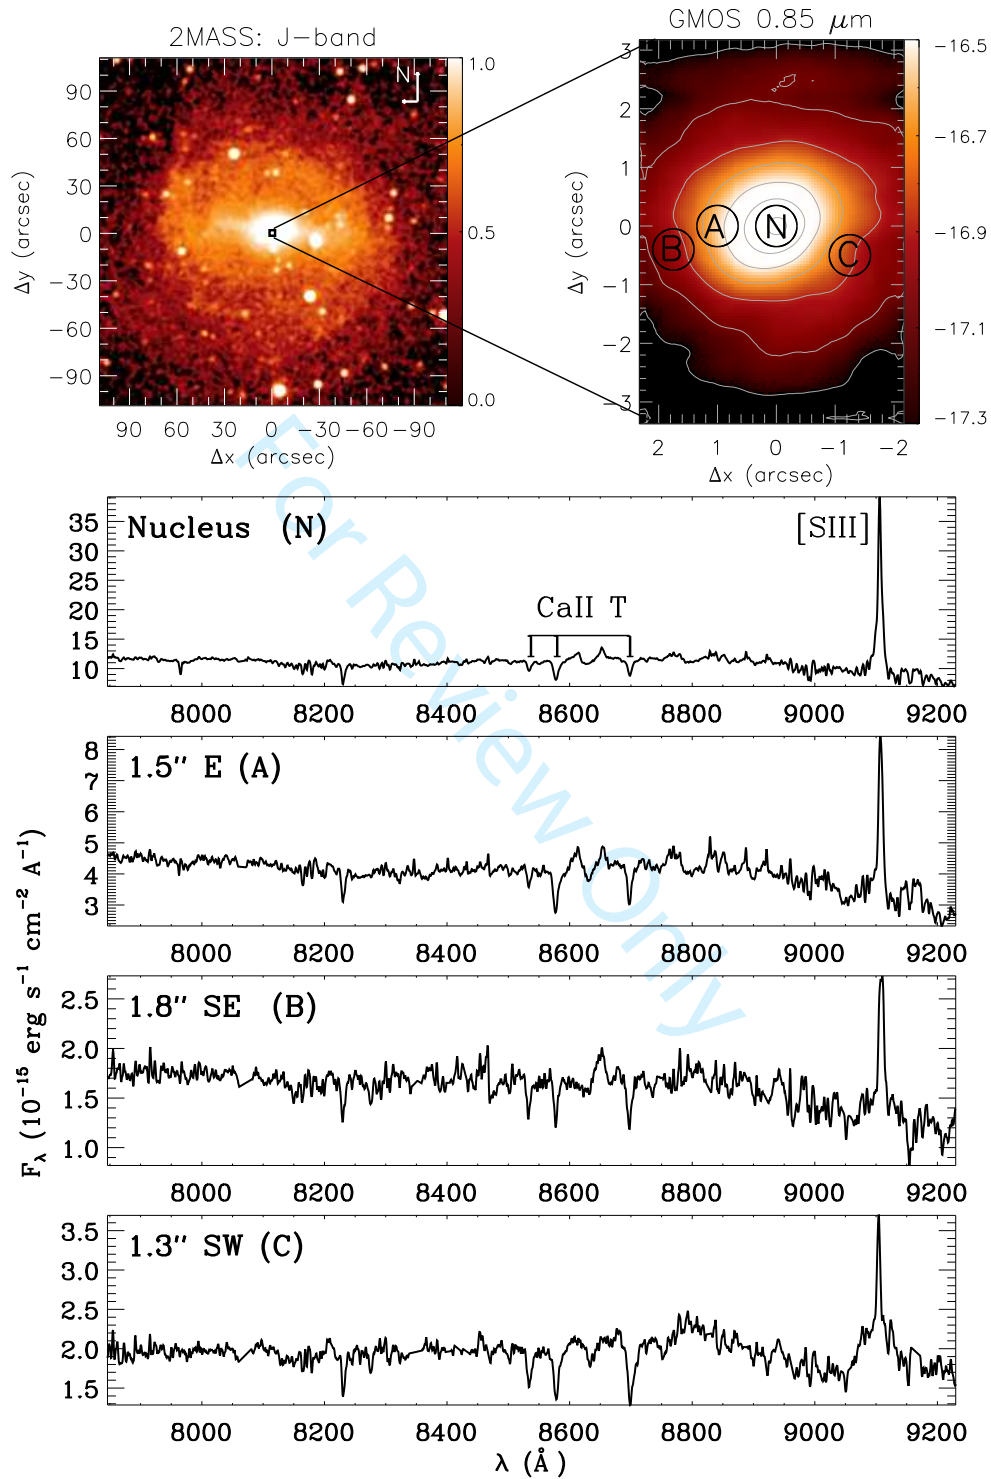 2MASS: J-band
GMOS 0.85 μm
N
1.0
0.5
0.0
90
60
30
0
-30
-60
-90
Δy (arcsec)
90 60 30 0 -30 -60 -90
Δx (arcsec)
3
2
1
0
-1
-2
-3
Δy (arcsec)
B A N C
2 1 0 -1 -2
Δx (arcsec)
-16.5
-16.7
-16.9
-17.1
-17.3
For Review Only
Nucleus (N)
[SIII]
CaII T
35
30
25
20
15
10
8000 8200 8400 8600 8800 9000 9200
1.5" E (A)
8
7
6
5
4
3
8000 8200 8400 8600 8800 9000 9200
1.8" SE (B)
2.5
2.0
1.5
1.0
8000 8200 8400 8600 8800 9000 9200
1.3" SW (C)
3.5
3.0
2.5
2.0
1.5
8000 8200 8400 8600 8800 9000 9200
λ (Å)
Fλ (10⁻¹⁵ erg s⁻¹ cm⁻² A⁻¹)